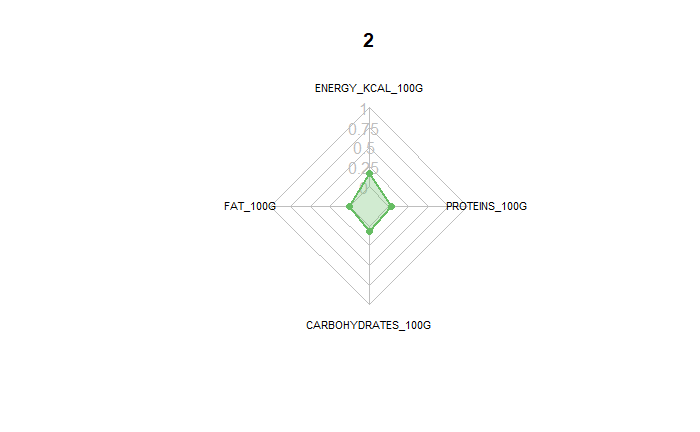 2
ENERGY_KCAL_100G
1
0.75
0.5
0.25
0
FAT_100G
PROTEINS_100G
CARBOHYDRATES_100G